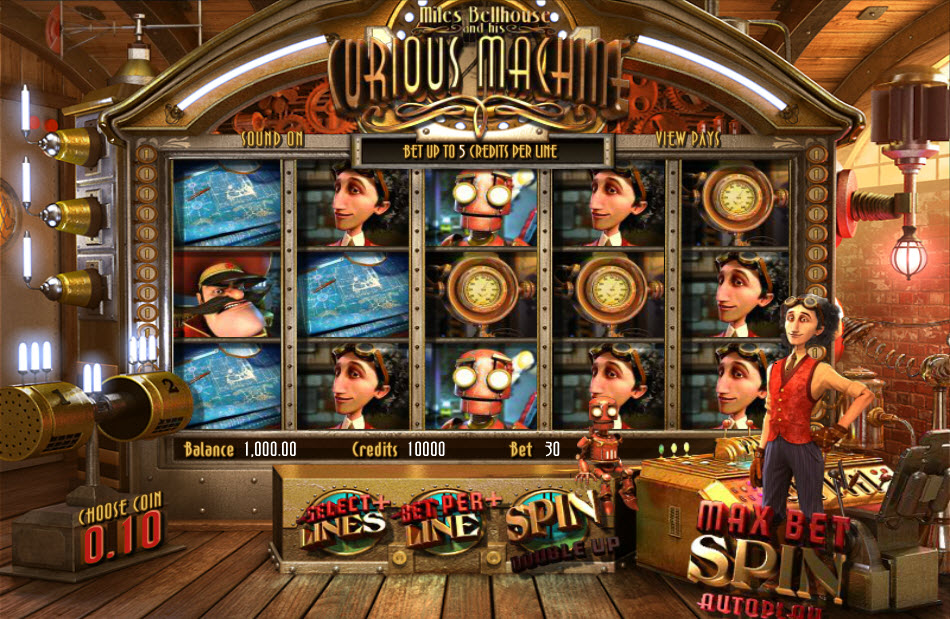 Miles Bellhouse
and his
CURIOUS MACHINE
SOUND ON
VIEW PAYS
BET UP TO 5 CREDITS PER LINE
Balance 1,000.00
Credits 10000
Bet 30
1
2
CHOOSE COIN
0.10
SELECT+
LINES
BET PER+
LINE
SPIN
DOUBLE UP
MAX BET
SPIN
AUTOPLAY